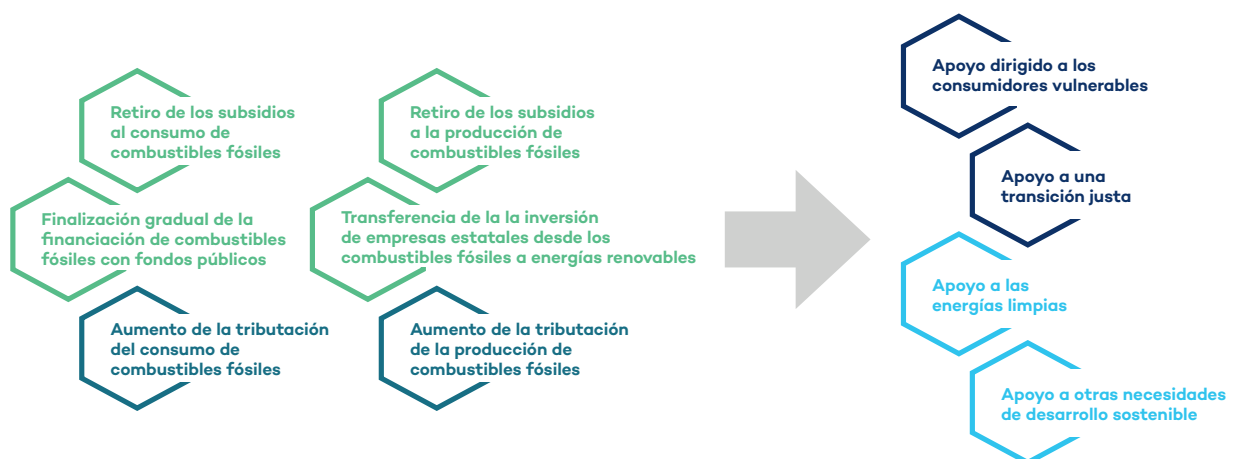 Retiro de los subsidios
al consumo de
combustibles fósiles
Finalización gradual de la
financiación de combustibles
fósiles con fondos públicos
Aumento de la tributación
del consumo de
combustibles fósiles
Retiro de los subsidios
a la producción de
combustibles fósiles
Transferencia de la la inversión
de empresas estatales desde los
combustibles fósiles a energías renovables
Aumento de la tributación
de la producción de
combustibles fósiles
Apoyo dirigido a los
consumidores vulnerables
Apoyo a una
transición justa
Apoyo a las
energías limpias
Apoyo a otras necesidades
de desarrollo sostenible